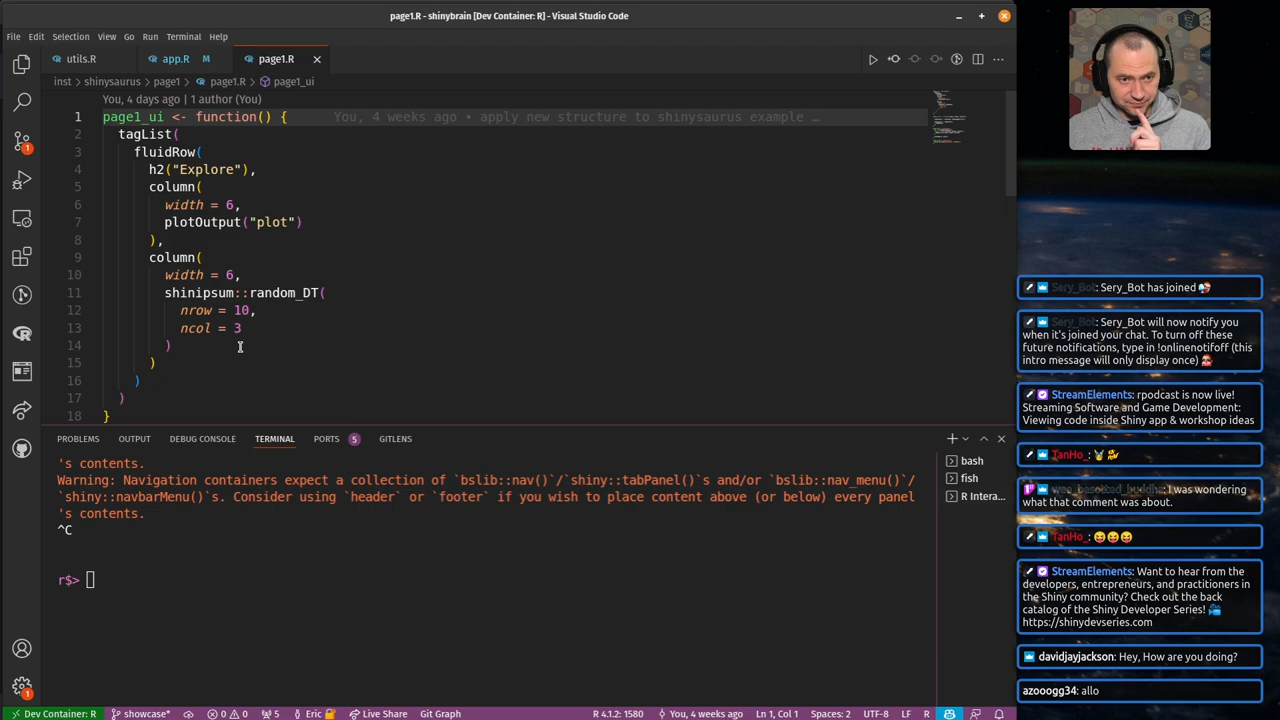 page1.R - shinybrain [Dev Container: R] - Visual Studio Code
File Edit Selection View Go Run Terminal Help
utils.R app.R M page1.R
inst > shinysaurus > page1 > page1.R > page1_ui
You, 4 days ago | 1 author (You)
1 page1_ui <- function() { You, 4 weeks ago • apply new structure to shinysaurus example …
2 tagList(
3 fluidRow(
4 h2("Explore"),
5 column(
6 width = 6,
7 plotOutput("plot")
8 ),
9 column(
10 width = 6,
11 shinipsum::random_DT(
12 nrow = 10,
13 ncol = 3
14 )
15 )
16 )
17 )
18 }
PROBLEMS OUTPUT DEBUG CONSOLE TERMINAL PORTS 5 GITLENS
's contents.
Warning: Navigation containers expect a collection of `bslib::nav()`/`shiny::tabPanel()`s and/or `bslib::nav_menu()`/
`shiny::navbarMenu()`s. Consider using `header` or `footer` if you wish to place content above (or below) every panel
's contents.
^C
r$>
bash
fish
R Intera...
1
1
Dev Container: R showcase* 0 0 5 Eric Live Share Git Graph R 4.1.2: 1580 You, 4 weeks ago Ln 1, Col 1 Spaces: 2 UTF-8 LF R
Sery_Bot: Sery_Bot has joined
Sery_Bot: Sery_Bot will now notify you
when it's joined your chat. To turn off these
future notifications, type in !onlinenotifoff (this
intro message will only display once)
StreamElements: rpodcast is now live!
Streaming Software and Game Development:
Viewing code inside Shiny app & workshop ideas
TanHo_:
I was wondering
what that comment was about.
TanHo_: 😝😝😝
StreamElements: Want to hear from the
developers, entrepreneurs, and practitioners in
the Shiny community? Check out the back
catalog of the Shiny Developer Series!
https://shinydevseries.com
davidjayjackson: Hey, How are you doing?
azooogg34: allo